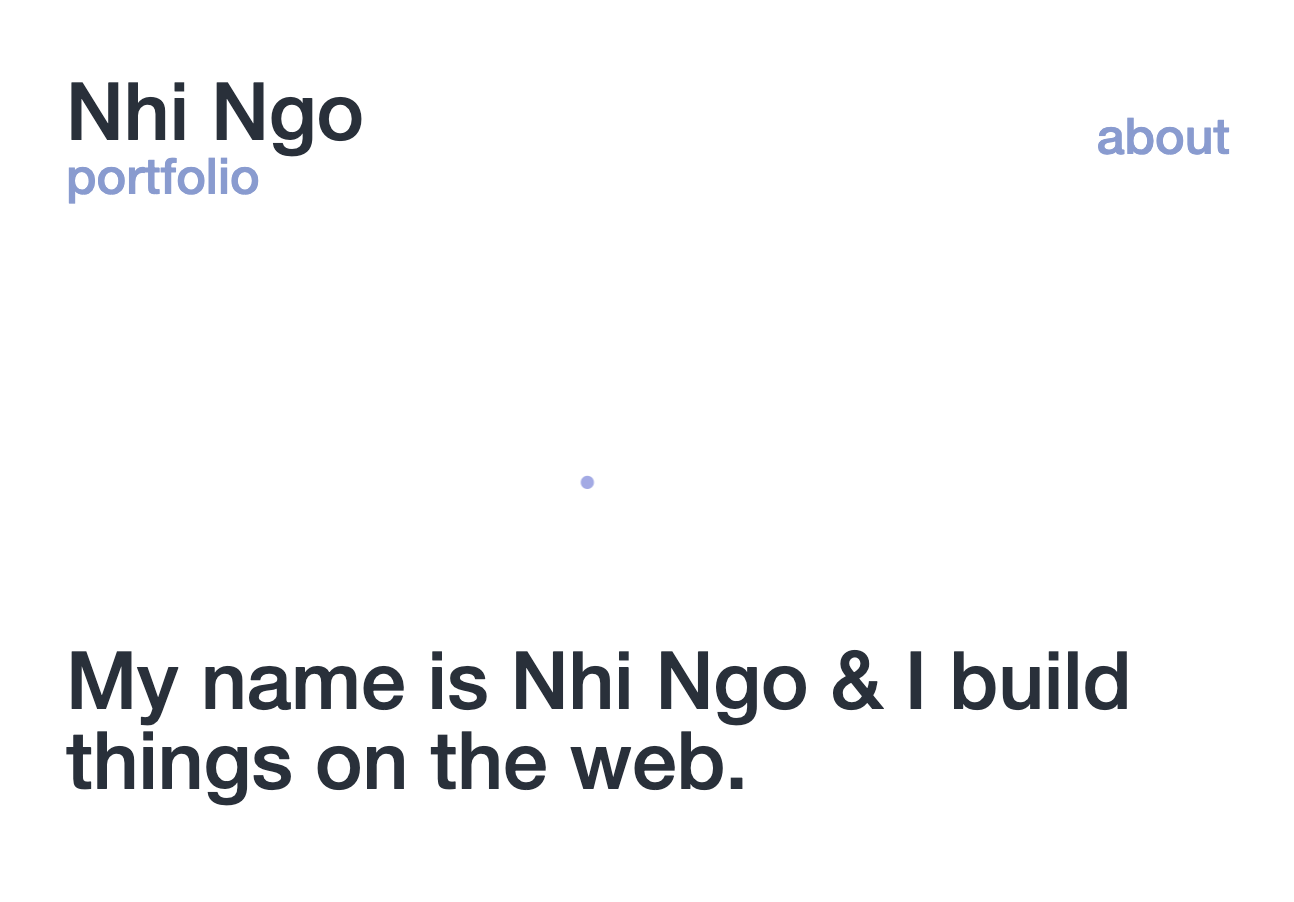 Nhi Ngo
portfolio
about
My name is Nhi Ngo & I build
things on the web.